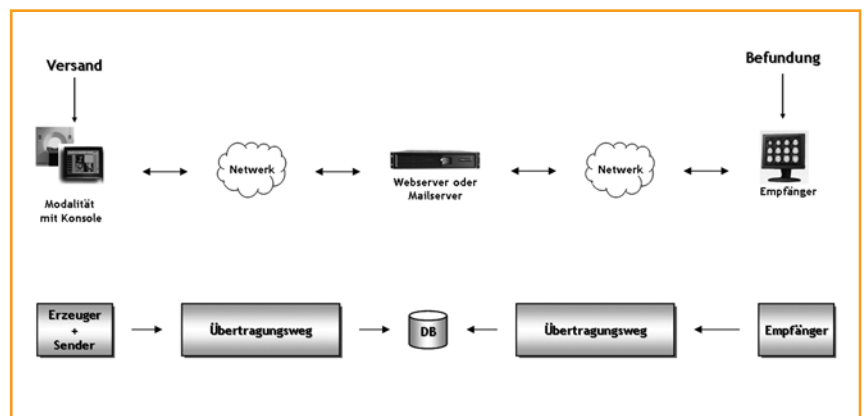 Versand
Befundung
Netwerk
Netwerk
Webserver oder
Mailserver
Empfänger
Modalität
mit Konsole
Erzeuger
+
Sender
Übertragungsweg
DB
Übertragungsweg
Empfänger